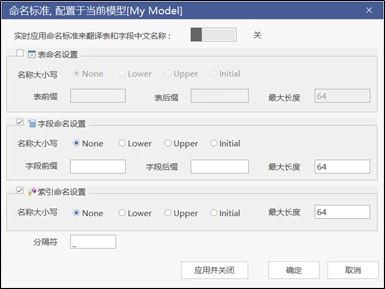 命名标准, 配置于当前模型[My Model]
实时应用命名标准来翻译表和字段中文名称: 关
表命名设置
名称大小写 None Lower Upper Initial
表前缀 表后缀 最大长度 64
字段命名设置
名称大小写 None Lower Upper Initial
字段前缀 字段后缀 最大长度 64
索引命名设置
名称大小写 None Lower Upper Initial 最大长度 64
分隔符 _
应用并关闭 确定 取消